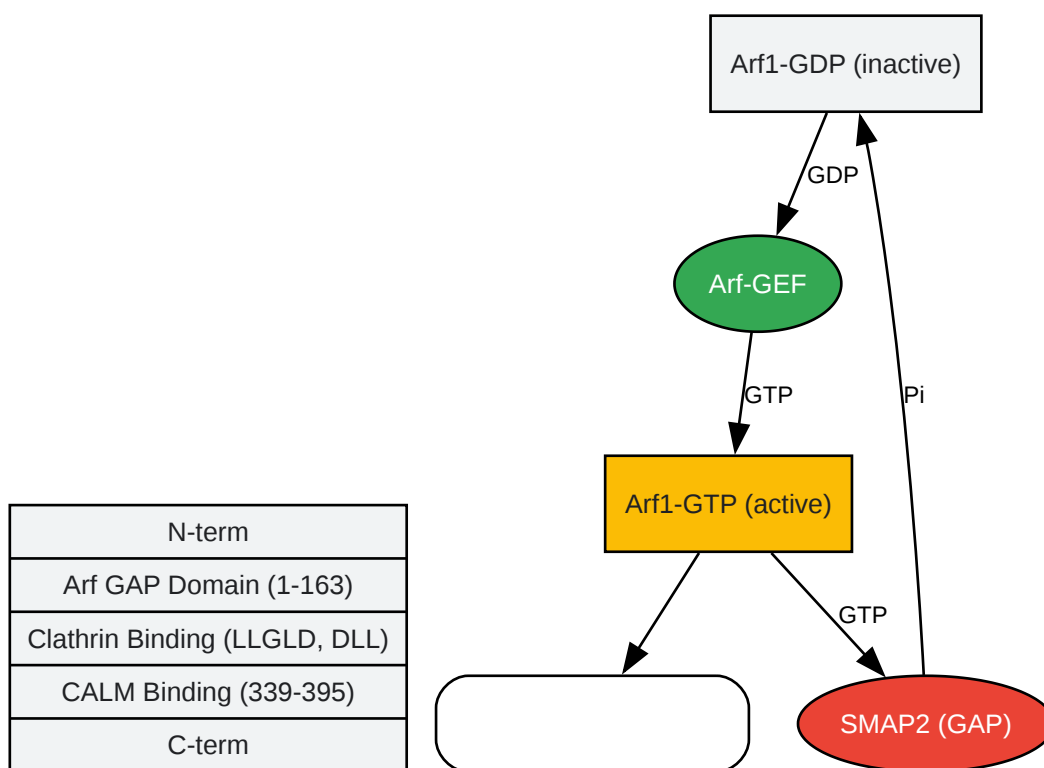 Arf1-GDP (inactive)
GDP
Arf-GEF
GTP
Pi
Arf1-GTP (active)
GTP
SMAP2 (GAP)
N-term
Arf GAP Domain (1-163)
Clathrin Binding (LLGLD, DLL)
CALM Binding (339-395)
C-term